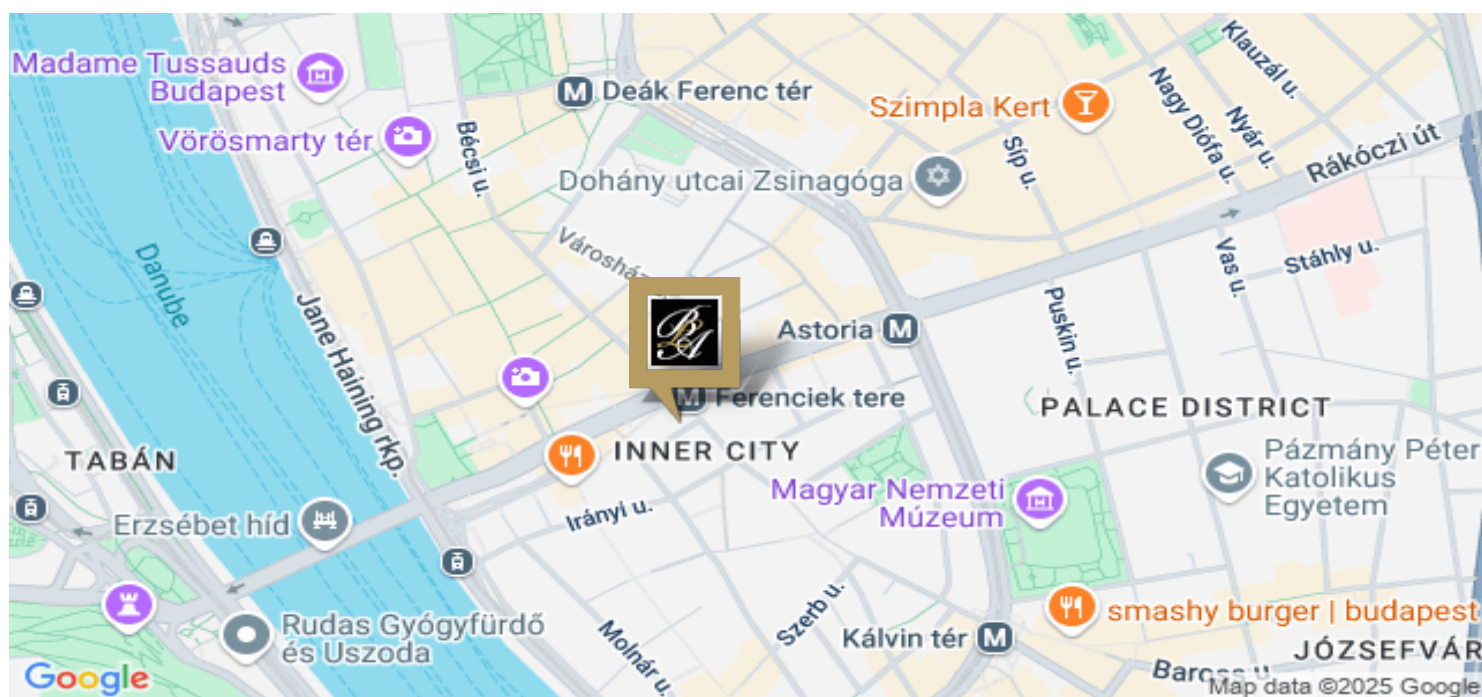 Madame Tussauds
Budapest
Vörösmarty tér
Bécsi u.
M Deák Ferenc tér
Szimpla Kert
Klauzál u.
Nagy Diófa u.
Nyár u.
Síp u.
Rákóczi út
Dohány utcai Zsinagóga
Városház
Danube
Jane Haining rkp.
Vas u.
Stáhly u.
Puskin u.
Astoria M
M Ferenciek tere
PALACE DISTRICT
TABÁN
INNER CITY
Pázmány Péter
Katolikus
Egyetem
Magyar Nemzeti
Múzeum
Irányi u.
Erzsébet híd
Rudas Gyógyfürdő
és Uszoda
Molnár u.
Szerb u.
Kálvin tér M
smashy burger | budapest
JÓZSEFVÁR
Baross u.
Google
Map data ©2025 Google